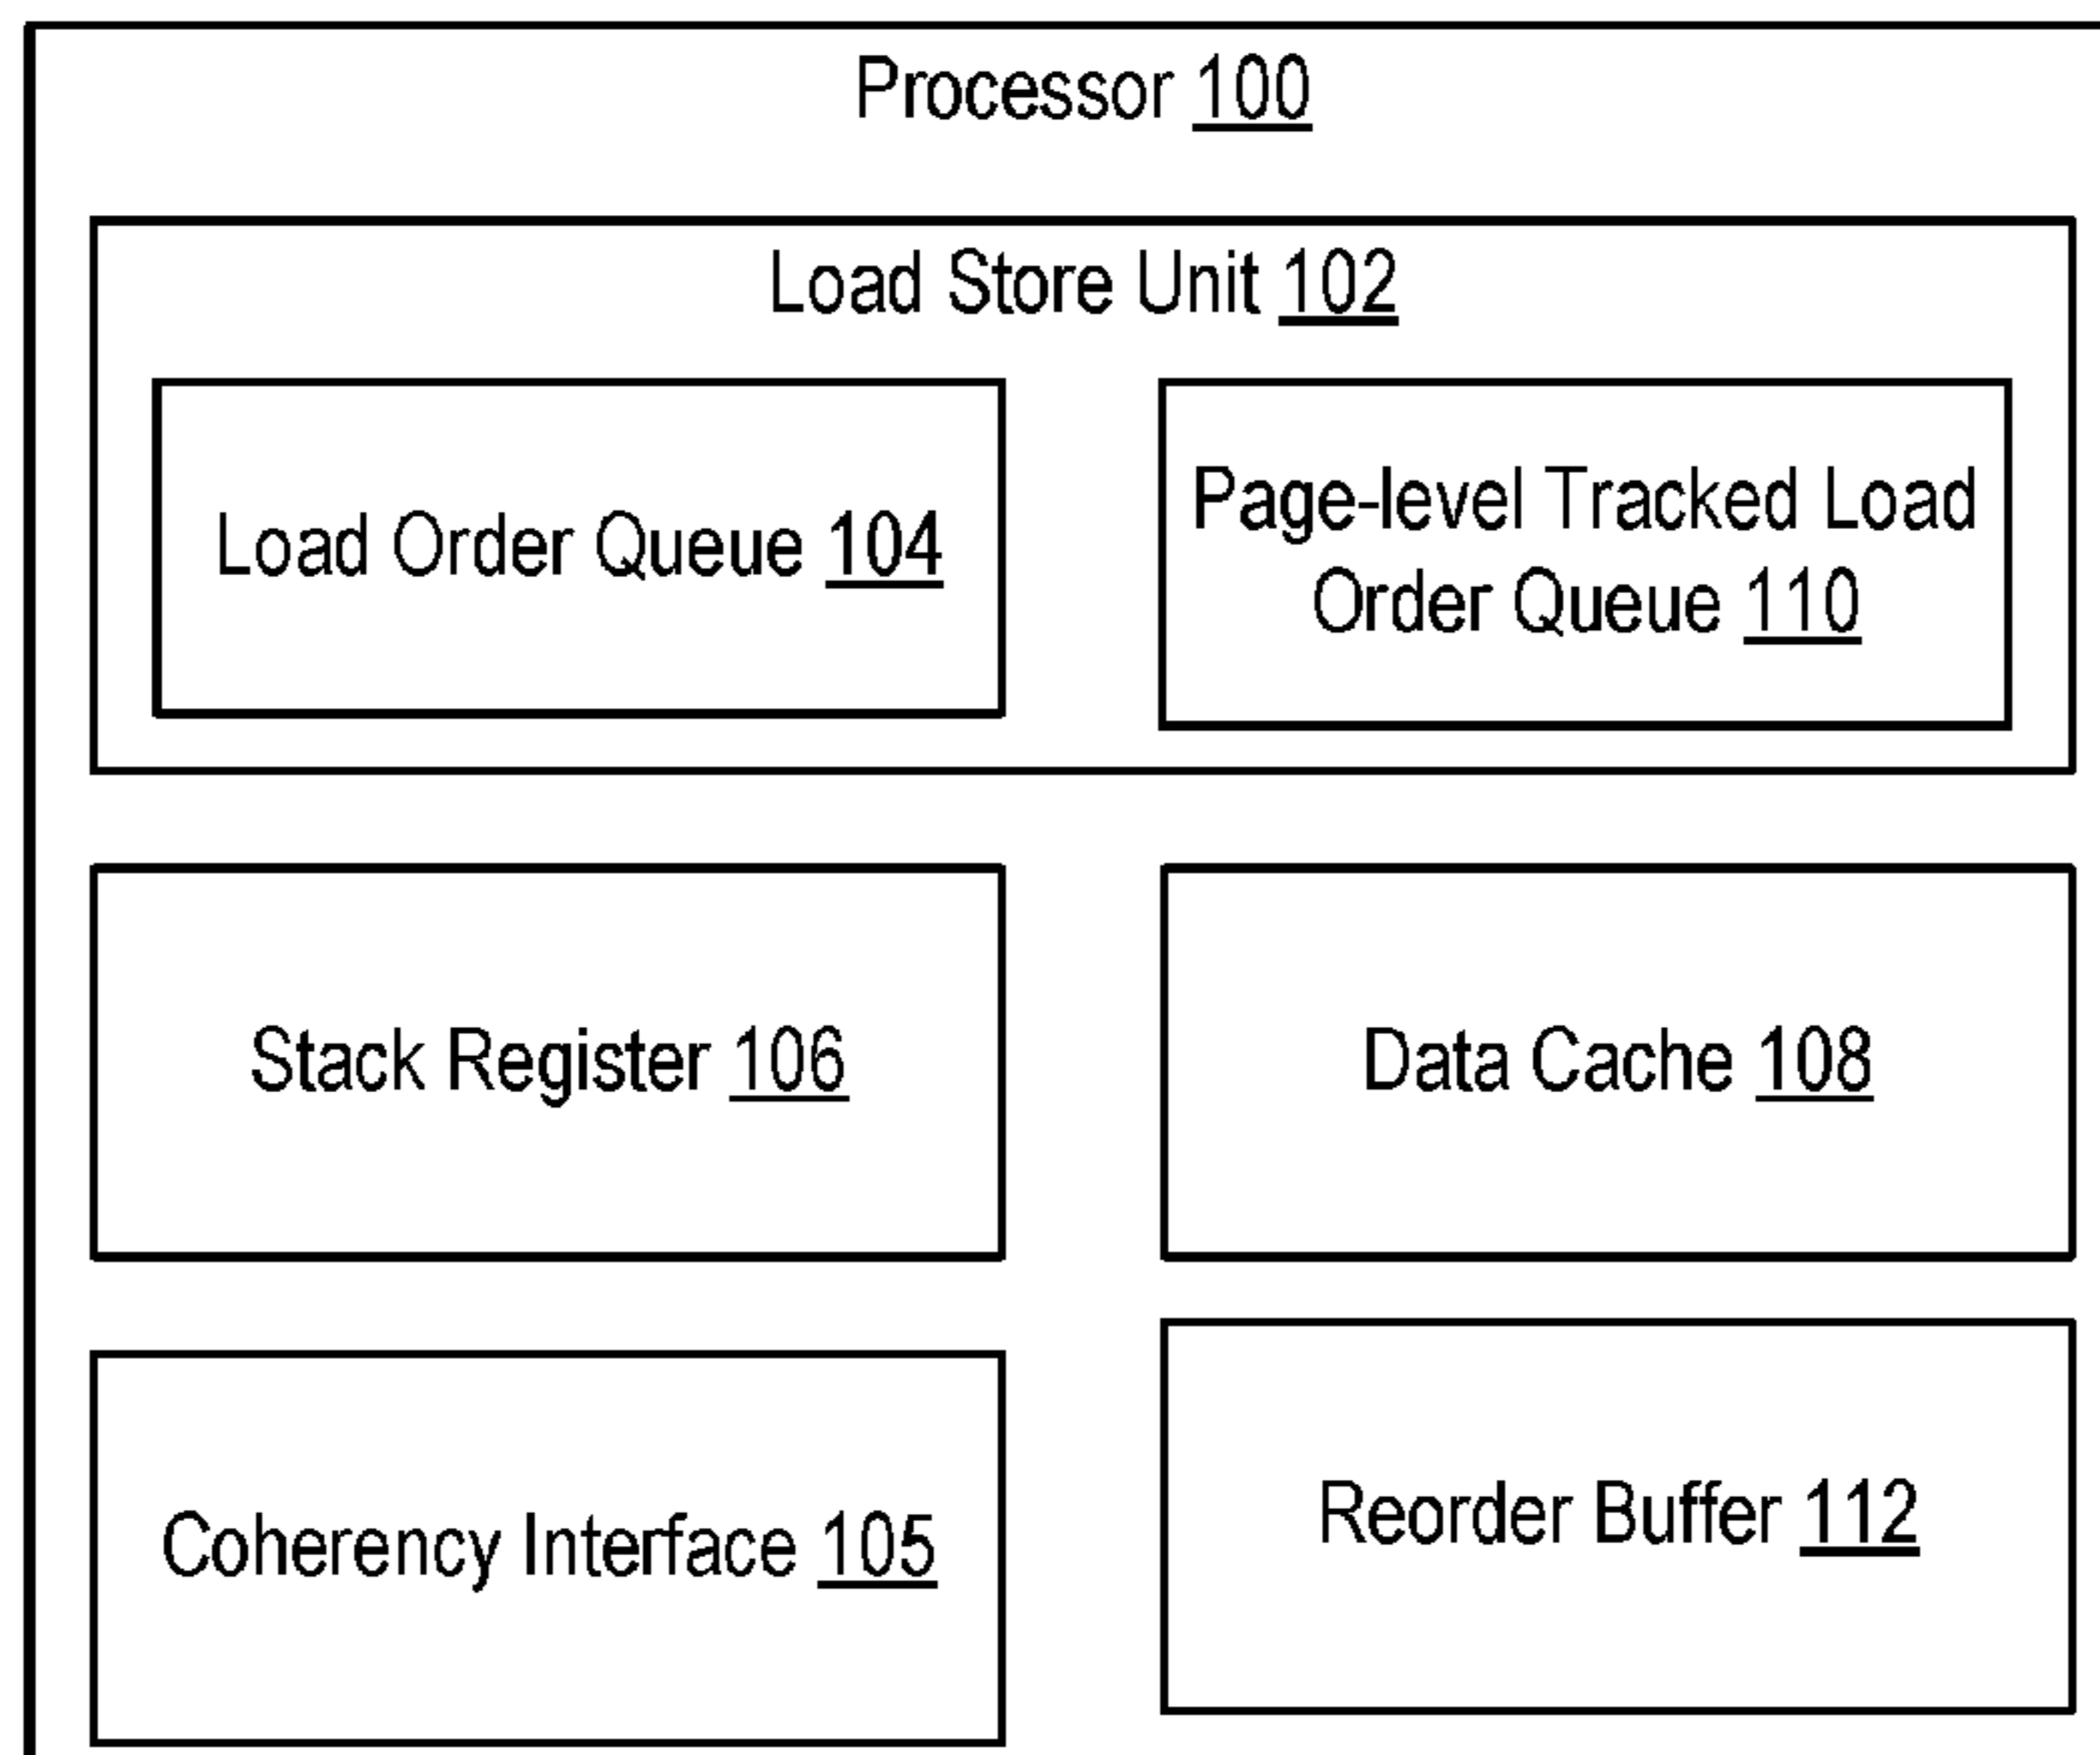 Processor 100
Load Store Unit 102
Load Order Queue 104
Page-level Tracked Load
Order Queue 110
Stack Register 106
Data Cache 108
Coherency Interface 105
Reorder Buffer 112